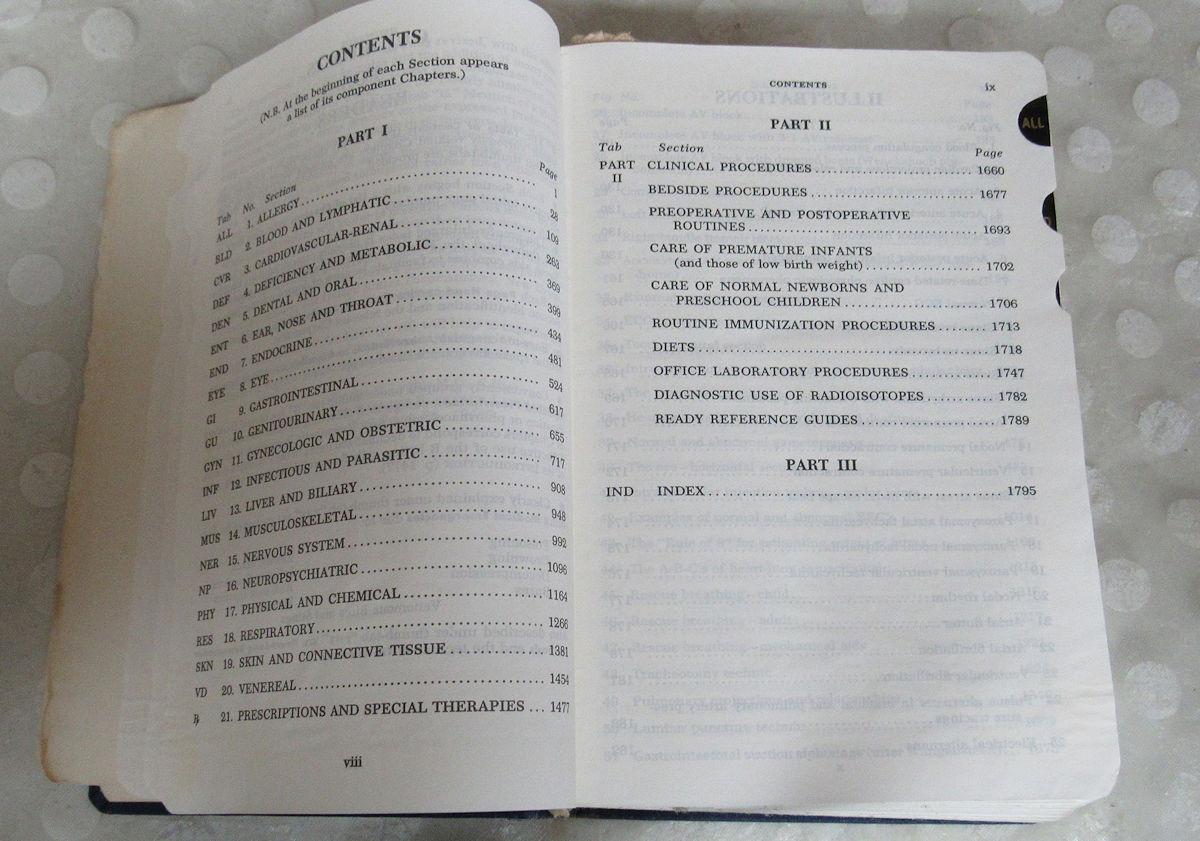 CONTENTS
(N.B. At the beginning of each Section appears
a list of its component Chapters.)
PART I
Tab No. Section Page
ALL 1. ALLERGY 1
BLD 2. BLOOD AND LYMPHATIC 28
CVR 3. CARDIOVASCULAR-RENAL 109
DEF 4. DEFICIENCY AND METABOLIC 263
DEN 5. DENTAL AND ORAL 369
ENT 6. EAR, NOSE AND THROAT 399
END 7. ENDOCRINE 434
EYE 8. EYE 481
GI 9. GASTROINTESTINAL 524
GU 10. GENITOURINARY 617
GYN 11. GYNECOLOGIC AND OBSTETRIC 655
INF 12. INFECTIOUS AND PARASITIC 717
LIV 13. LIVER AND BILIARY 908
MUS 14. MUSCULOSKELETAL 948
NER 15. NERVOUS SYSTEM 992
NP 16. NEUROPSYCHIATRIC 1096
PHY 17. PHYSICAL AND CHEMICAL 1164
RES 18. RESPIRATORY 1266
SKN 19. SKIN AND CONNECTIVE TISSUE 1381
VD 20. VENEREAL 1454
℞ 21. PRESCRIPTIONS AND SPECIAL THERAPIES ... 1477
viii
CONTENTS ix
PART II
Tab Section Page
PART CLINICAL PROCEDURES 1660
II
BEDSIDE PROCEDURES 1677
PREOPERATIVE AND POSTOPERATIVE
ROUTINES 1693
CARE OF PREMATURE INFANTS
(and those of low birth weight) 1702
CARE OF NORMAL NEWBORNS AND
PRESCHOOL CHILDREN 1706
ROUTINE IMMUNIZATION PROCEDURES 1713
DIETS 1718
OFFICE LABORATORY PROCEDURES 1747
DIAGNOSTIC USE OF RADIOISOTOPES 1782
READY REFERENCE GUIDES 1789
PART III
IND INDEX 1795
ALL